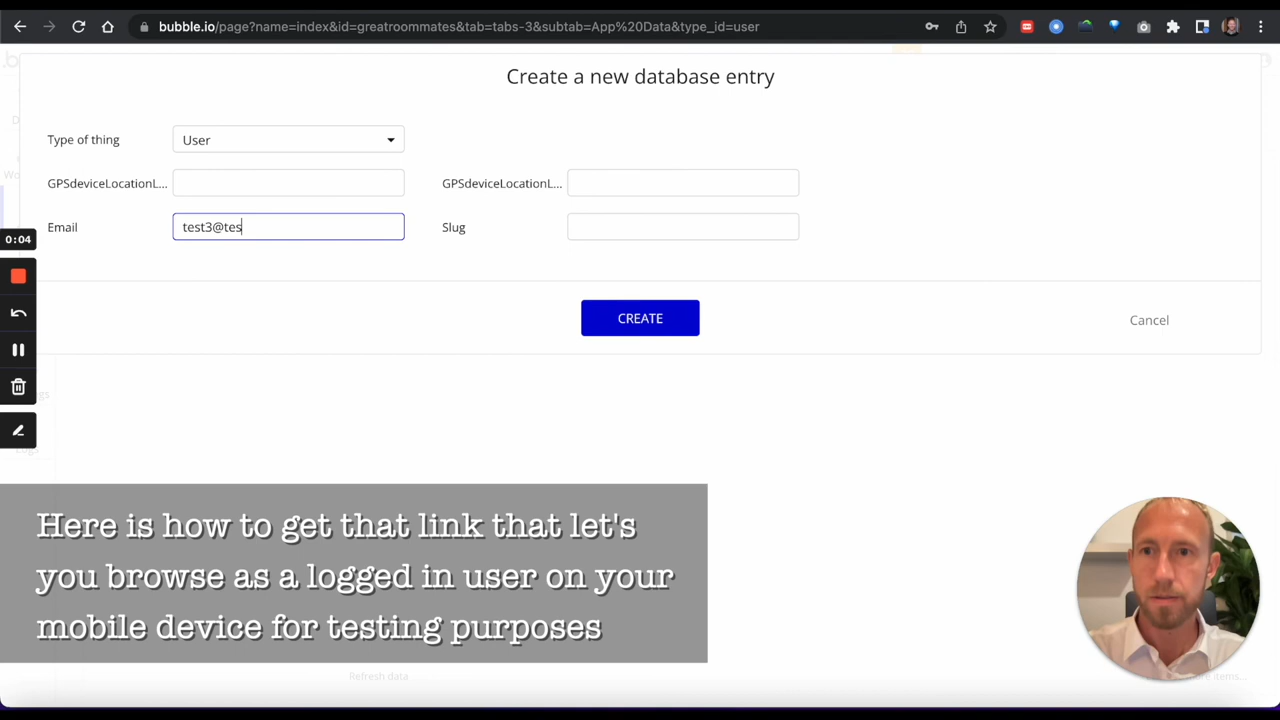 bubble.io/page?name=index&id=greatroommates&tab=tabs-3&subtab=App%20Data&type_id=user
Create a new database entry
Type of thing
User
GPSdeviceLocationL...
GPSdeviceLocationL...
Email
test3@tes
Slug
0:04
CREATE
Cancel
Here is how to get that link that let's
you browse as a logged in user on your
mobile device for testing purposes
Refresh data